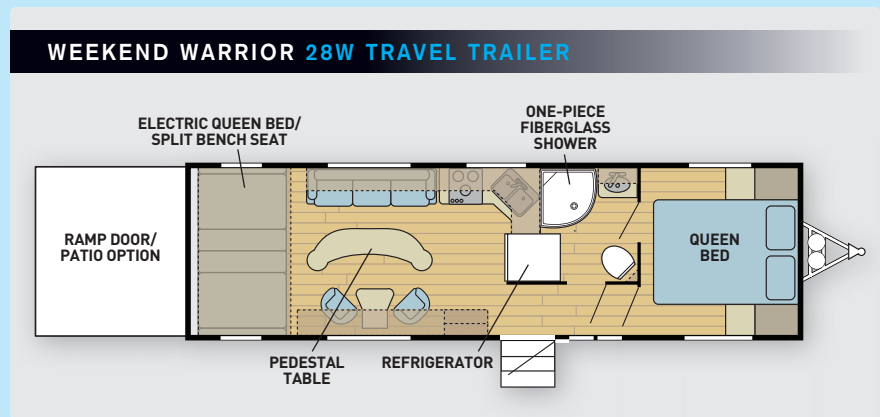 WEEKEND WARRIOR 28W TRAVEL TRAILER
ELECTRIC QUEEN BED/
SPLIT BENCH SEAT
ONE-PIECE
FIBERGLASS
SHOWER
RAMP DOOR/
PATIO OPTION
QUEEN
BED
PEDESTAL
TABLE
REFRIGERATOR